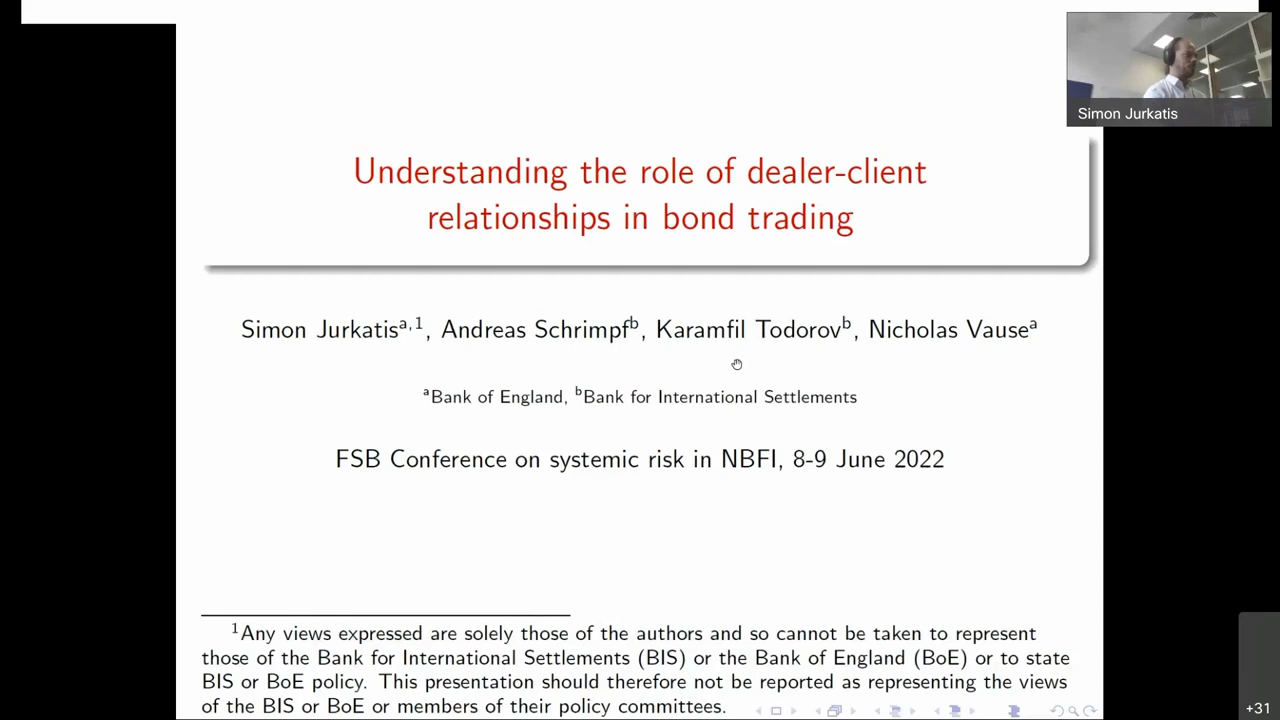 Simon Jurkatis
Understanding the role of dealer-client
relationships in bond trading
Simon Jurkatisᵃ,¹, Andreas Schrimpfᵇ, Karamfil Todorovᵇ, Nicholas Vauseᵃ
ᵃBank of England, ᵇBank for International Settlements
FSB Conference on systemic risk in NBFI, 8-9 June 2022
¹Any views expressed are solely those of the authors and so cannot be taken to represent
those of the Bank for International Settlements (BIS) or the Bank of England (BoE) or to state
BIS or BoE policy. This presentation should therefore not be reported as representing the views
of the BIS or BoE or members of their policy committees.
+31